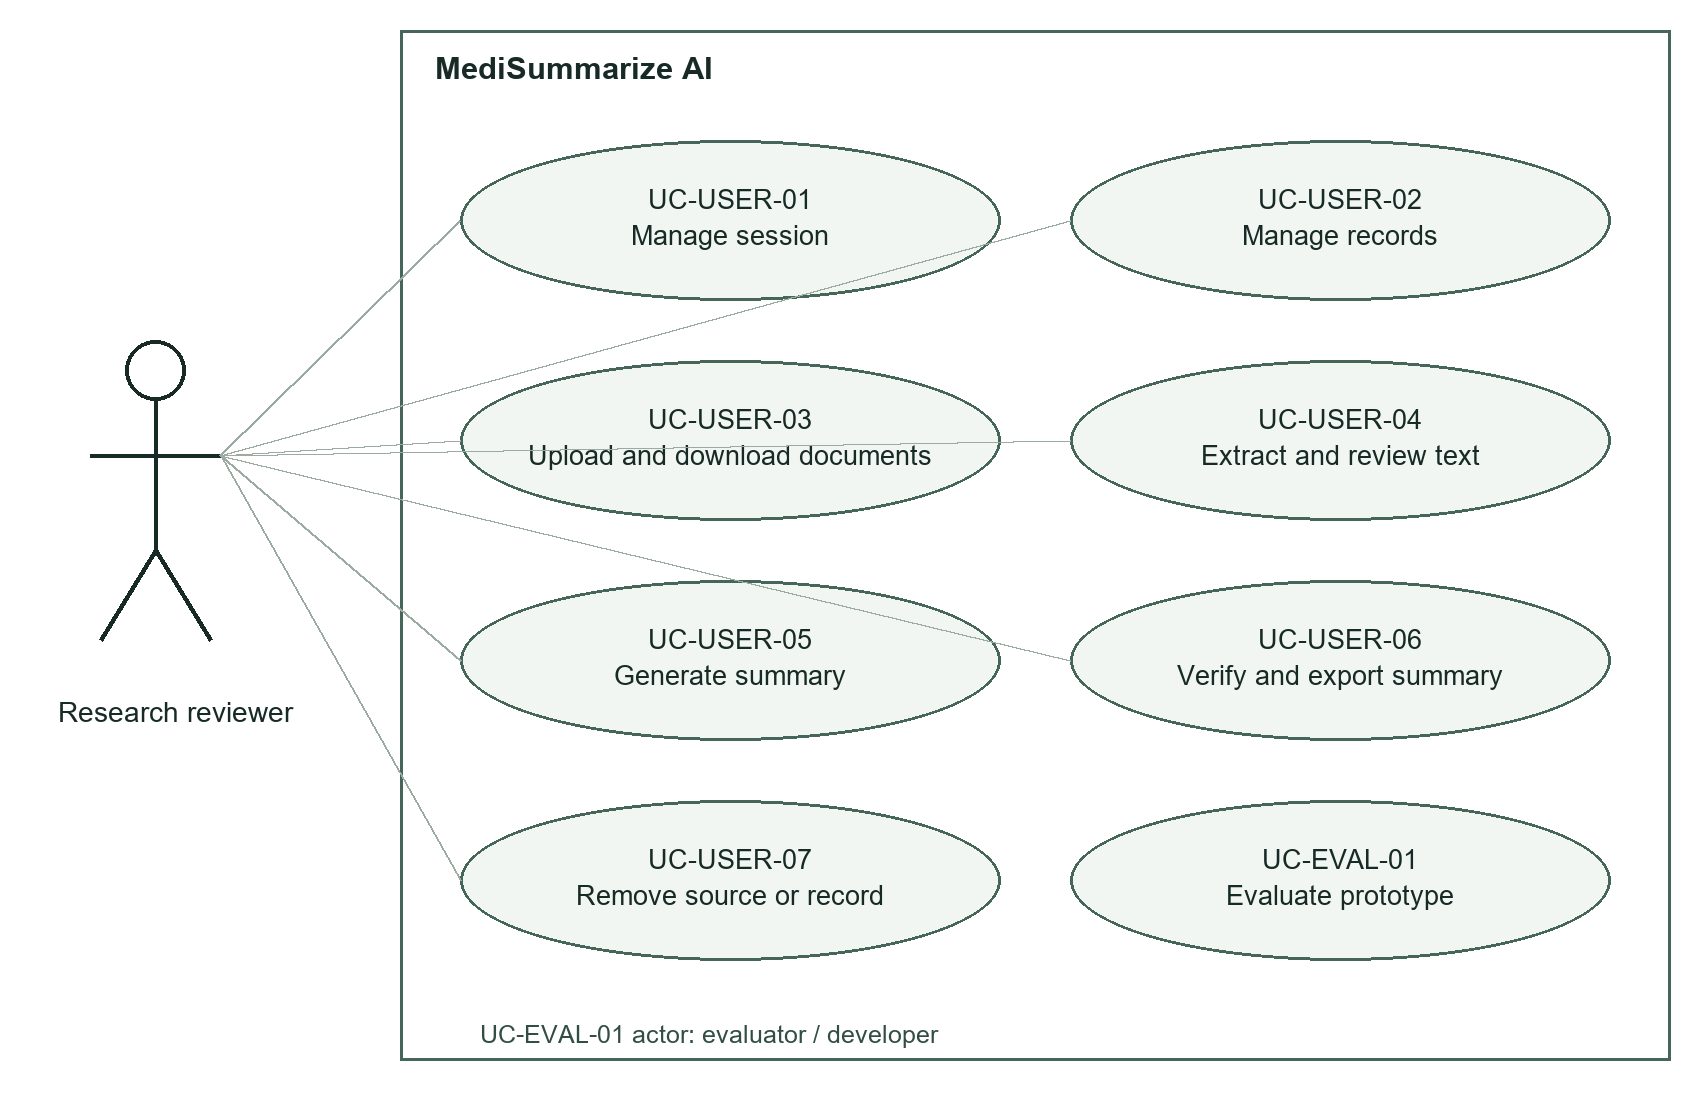 MediSummarize AI
UC-USER-01
Manage session
UC-USER-02
Manage records
UC-USER-03
Upload and download documents
UC-USER-04
Extract and review text
UC-USER-05
Generate summary
UC-USER-06
Verify and export summary
Research reviewer
UC-USER-07
Remove source or record
UC-EVAL-01
Evaluate prototype
UC-EVAL-01 actor: evaluator / developer